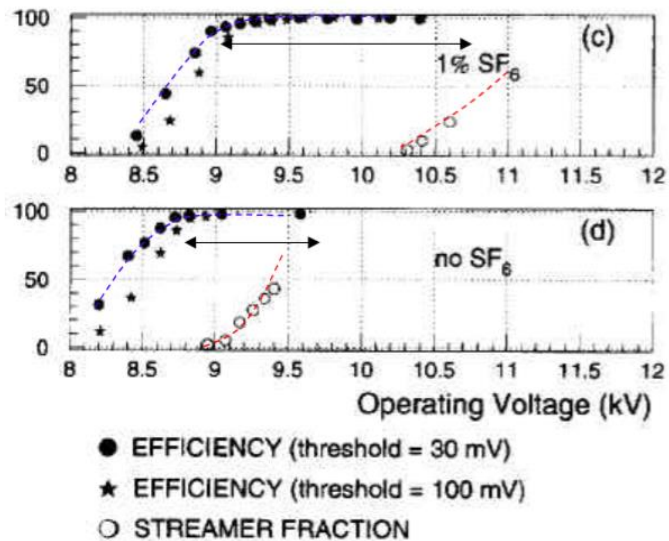 100
(c)
1% SF6
50
0
8 8.5 9 9.5 10 10.5 11 11.5 12
100
(d)
no SF6
50
0
8 8.5 9 9.5 10 10.5 11 11.5 12
Operating Voltage (kV)
● EFFICIENCY (threshold = 30 mV)
★ EFFICIENCY (threshold = 100 mV)
○ STREAMER FRACTION